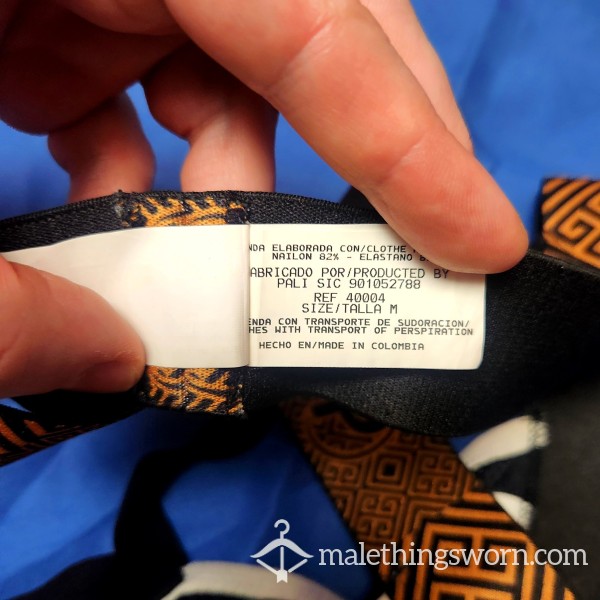 NDA ELABORADA CON/CLOTHE
NAILON 82% - ELASTANO
ABRICADO POR/PRODUCTED BY
PALI SIC 901052788
REF 40004
SIZE/TALLA M
ENDA CON TRANSPORTE DE SUDORACION/
HES WITH TRANSPORT OF PERSPIRATION
HECHO EN/MADE IN COLOMBIA
malethingsworn.com